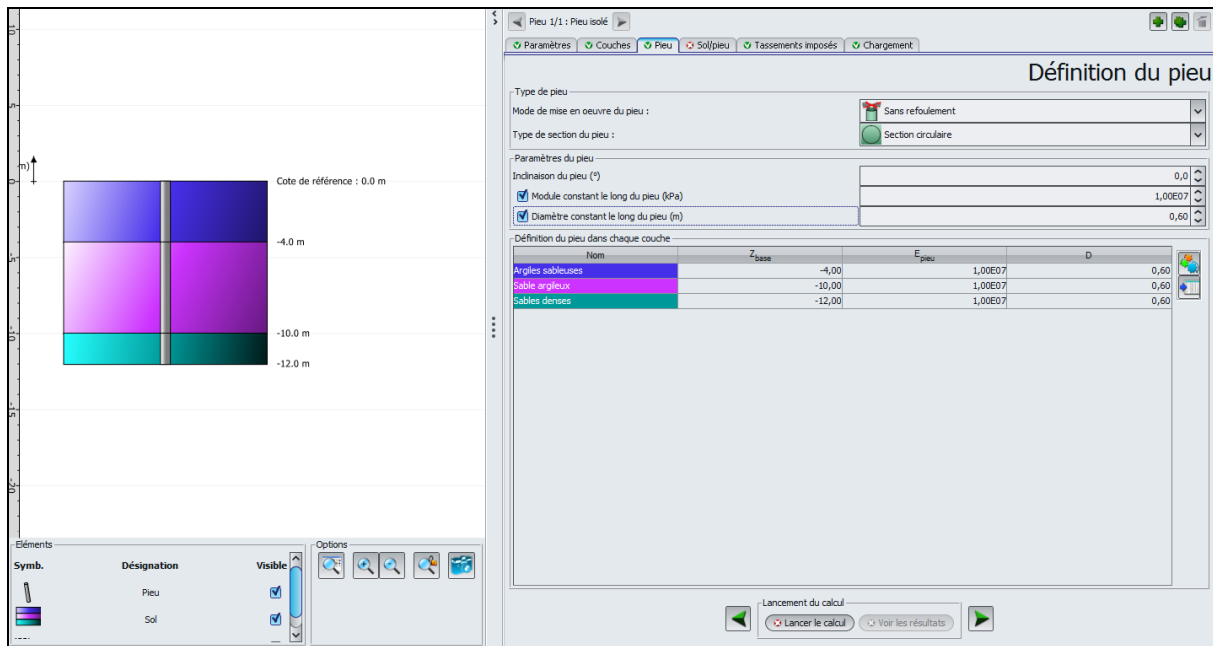 Pieu 1/1 : Pieu isolé
Paramètres
Couches
Pieu
Sol/pieu
Tassements imposés
Chargement
Définition du pieu
Type de pieu
Mode de mise en oeuvre du pieu :
Sans refoulement
Type de section du pieu :
Section circulaire
Paramètres du pieu
Inclinaison du pieu (°)
0,0
Module constant le long du pieu (kPa)
1,00E07
Diamètre constant le long du pieu (m)
0,60
Définition du pieu dans chaque couche
Nom Zbase Epieu D
Argiles sableuses -4,00 1,00E07 0,60
Sable argileux -10,00 1,00E07 0,60
Sables denses -12,00 1,00E07 0,60
Lancement du calcul
Lancer le calcul
Voir les résultats
10
0
-5
-10
-15
-20
m)
Cote de référence : 0.0 m
-4.0 m
-10.0 m
-12.0 m
Eléments
Symb. Désignation Visible
Pieu
Sol
Options